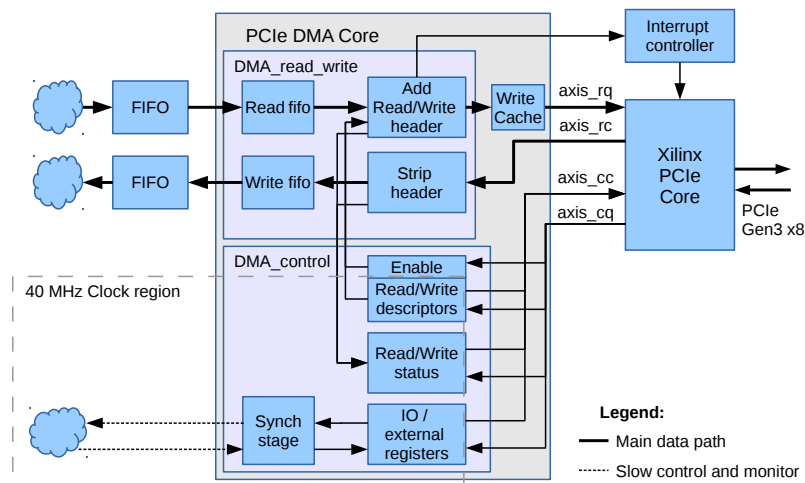 PCIe DMA Core
Interrupt
controller
DMA_read_write
FIFO
Read fifo
Add
Read/Write
header
Write
Cache
axis_rq
axis_rc
FIFO
Write fifo
Strip
header
Xilinx
PCIe
Core
axis_cc
axis_cq
PCIe
Gen3 x8
DMA_control
Enable
40 MHz Clock region
Read/Write
descriptors
Read/Write
status
Synch
stage
IO /
external
registers
Legend:
Main data path
Slow control and monitor